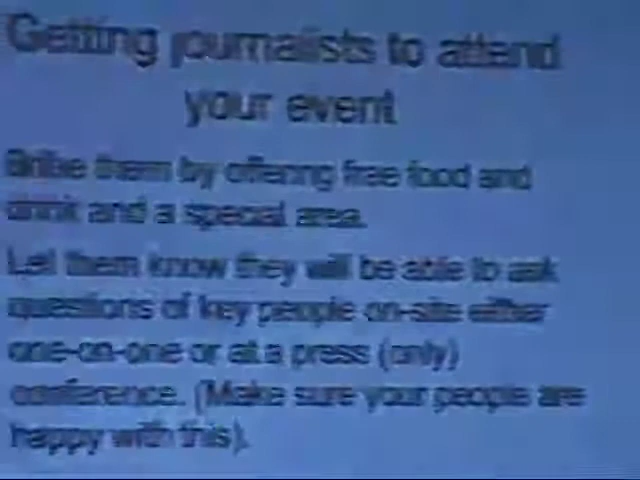 Getting journalists to attend
your event
Bribe them by offering free food and
drink and a special area.
Let them know they will be able to ask
questions of key people on-site either
one-on-one or at a press (only)
conference. (Make sure your people are
happy with this).